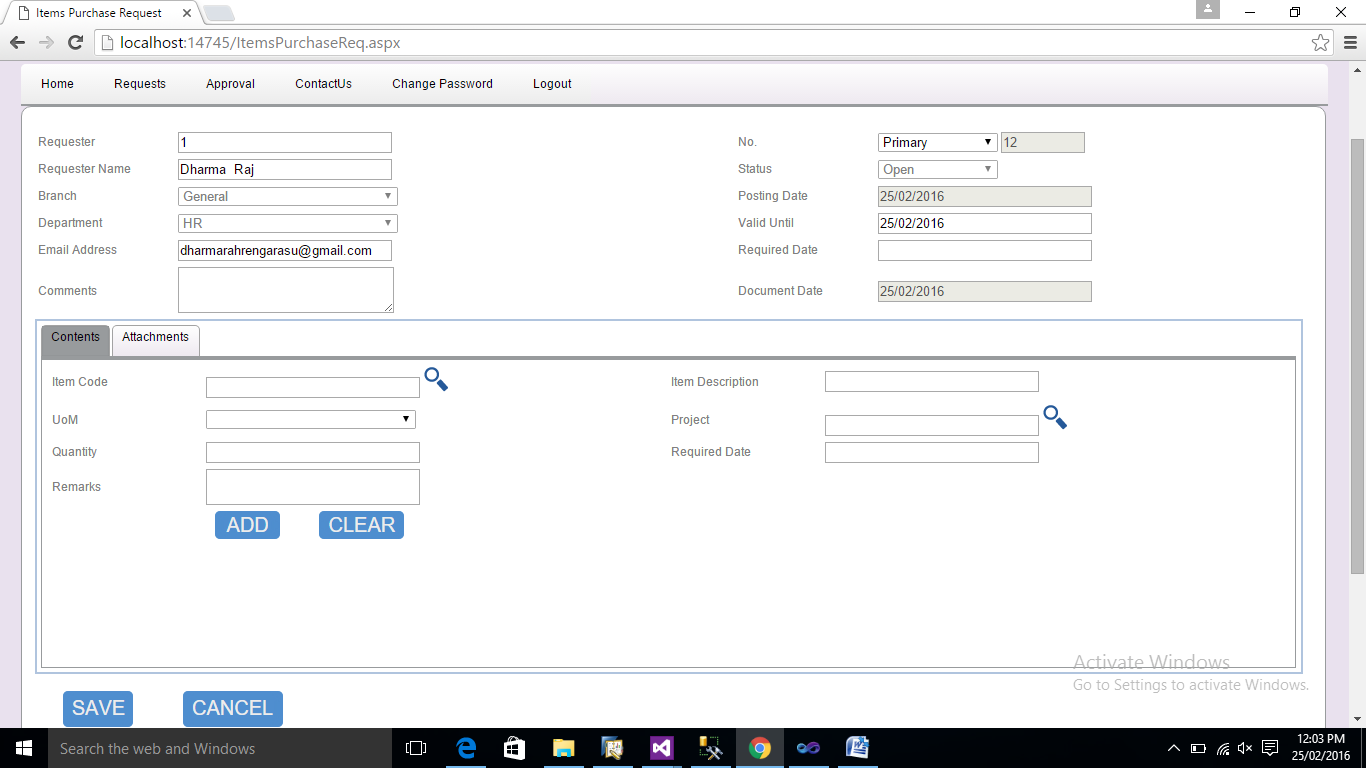 Items Purchase Request
localhost:14745/ItemsPurchaseReq.aspx
Home Requests Approval ContactUs Change Password Logout
Requester 1 No. Primary 12
Requester Name Dharma Raj Status Open
Branch General Posting Date 25/02/2016
Department HR Valid Until 25/02/2016
Email Address dharmarahrengarasu@gmail.com Required Date
Comments Document Date 25/02/2016
Contents Attachments
Item Code Item Description
UoM Project
Quantity Required Date
Remarks
ADD CLEAR
Activate Windows
Go to Settings to activate Windows.
SAVE CANCEL
Search the web and Windows
12:03 PM
25/02/2016